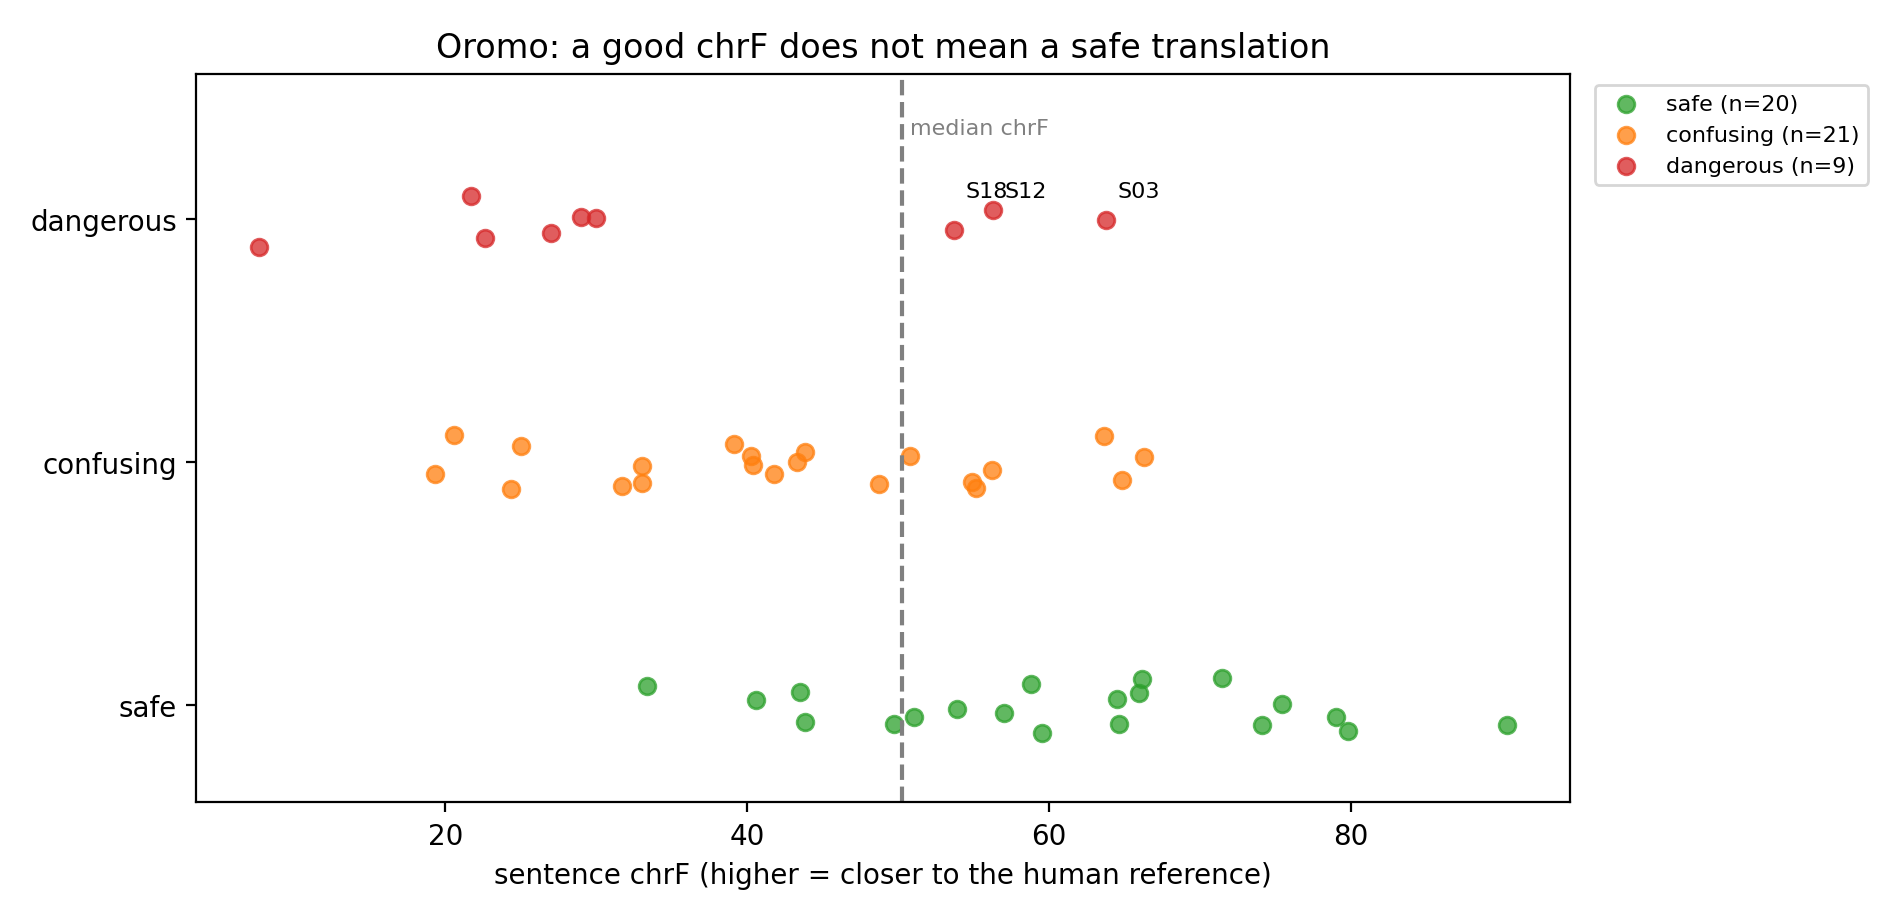 Oromo: a good chrF does not mean a safe translation
safe (n=20)
confusing (n=21)
dangerous (n=9)
median chrF
S18 S12 S03
dangerous
confusing
safe
20 40 60 80
sentence chrF (higher = closer to the human reference)